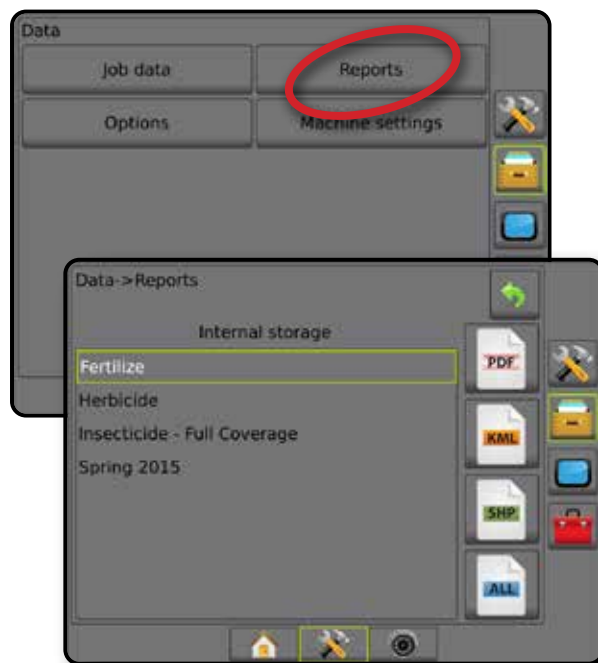 Data
Job data
Reports
Options
Machine settings
Data->Reports
Internal storage
Fertilize
Herbicide
Insecticide - Full Coverage
Spring 2015
PDF
KML
SHP
ALL